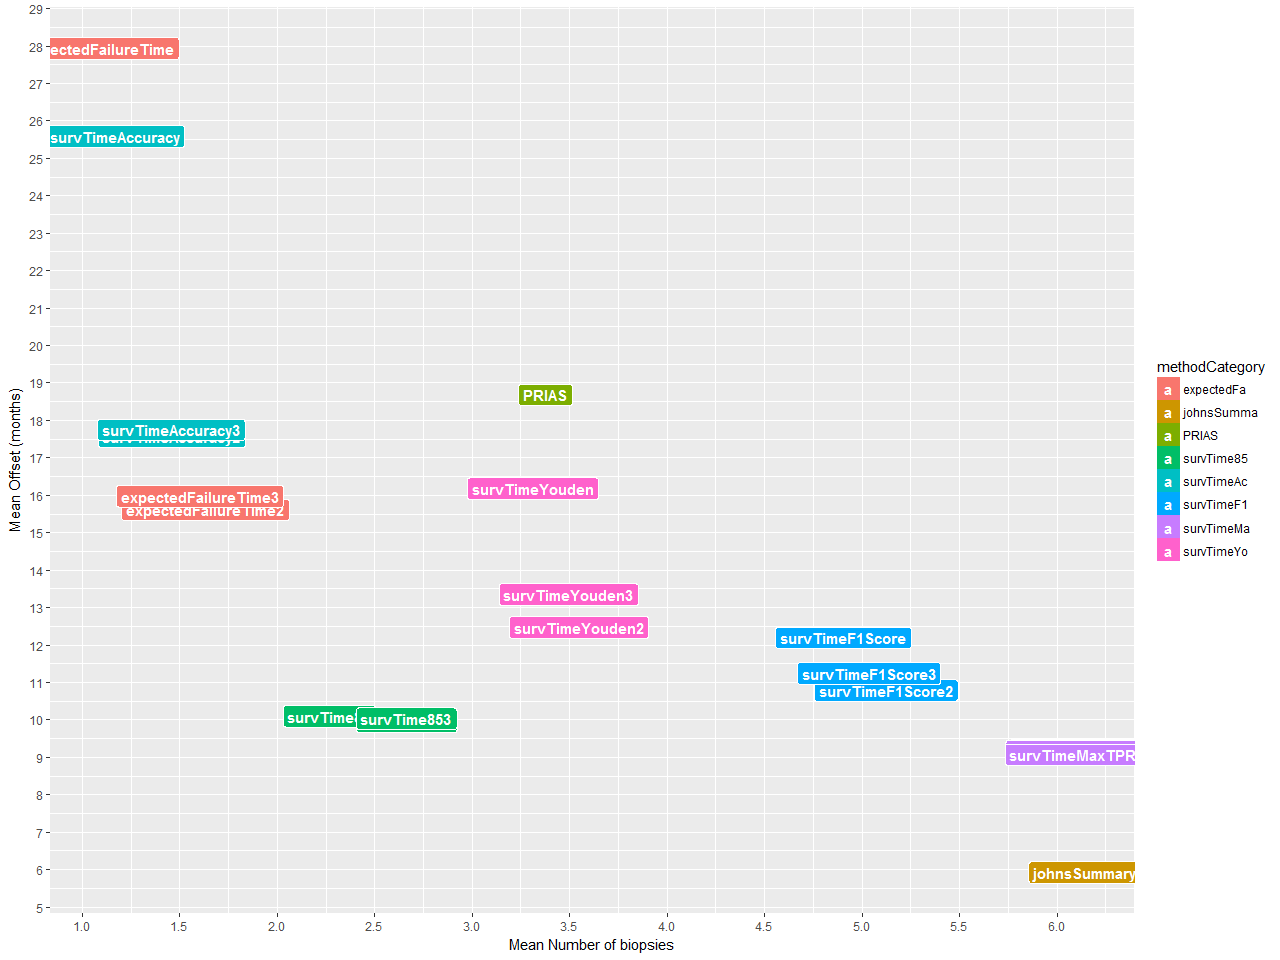 29
28
27
26
25
24
23
22
21
20
19
18
17
16
15
14
13
12
11
10
9
8
7
6
5
Mean Offset (months)
ectedFailureTime
survTimeAccuracy
PRIAS
survTimeAccuracy3
survTimeYouden
expectedFailureTime3
expectedFailureTime2
survTimeYouden3
survTimeYouden2
survTimeF1Score
survTimeF1Score3
survTimeF1Score2
survTime
survTime853
survTimeMaxTPR
johnsSummary
1.0 1.5 2.0 2.5 3.0 3.5 4.0 4.5 5.0 5.5 6.0
Mean Number of biopsies
methodCategory
a expectedFa
a johnsSumma
a PRIAS
a survTime85
a survTimeAc
a survTimeF1
a survTimeMa
a survTimeYo